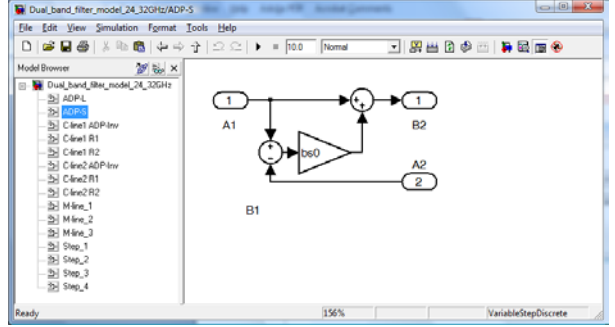 Dual_band_filter_model_24_32GHz/ADP-S
File Edit View Simulation Format Tools Help
10.0 Normal
Model Browser
Dual_band_filter_model_24_32GHz
ADP-L
ADP-S
C-line1 ADP-Inv
C-line1 R1
C-line1 R2
C-line2 ADP-Inv
C-line2 R1
C-line2 R2
M-line_1
M-line_2
M-line_3
Step_1
Step_2
Step_3
Step_4
1
A1
+
+
1
B2
+
−
bs0
A2
2
B1
Ready 156% VariableStepDiscrete